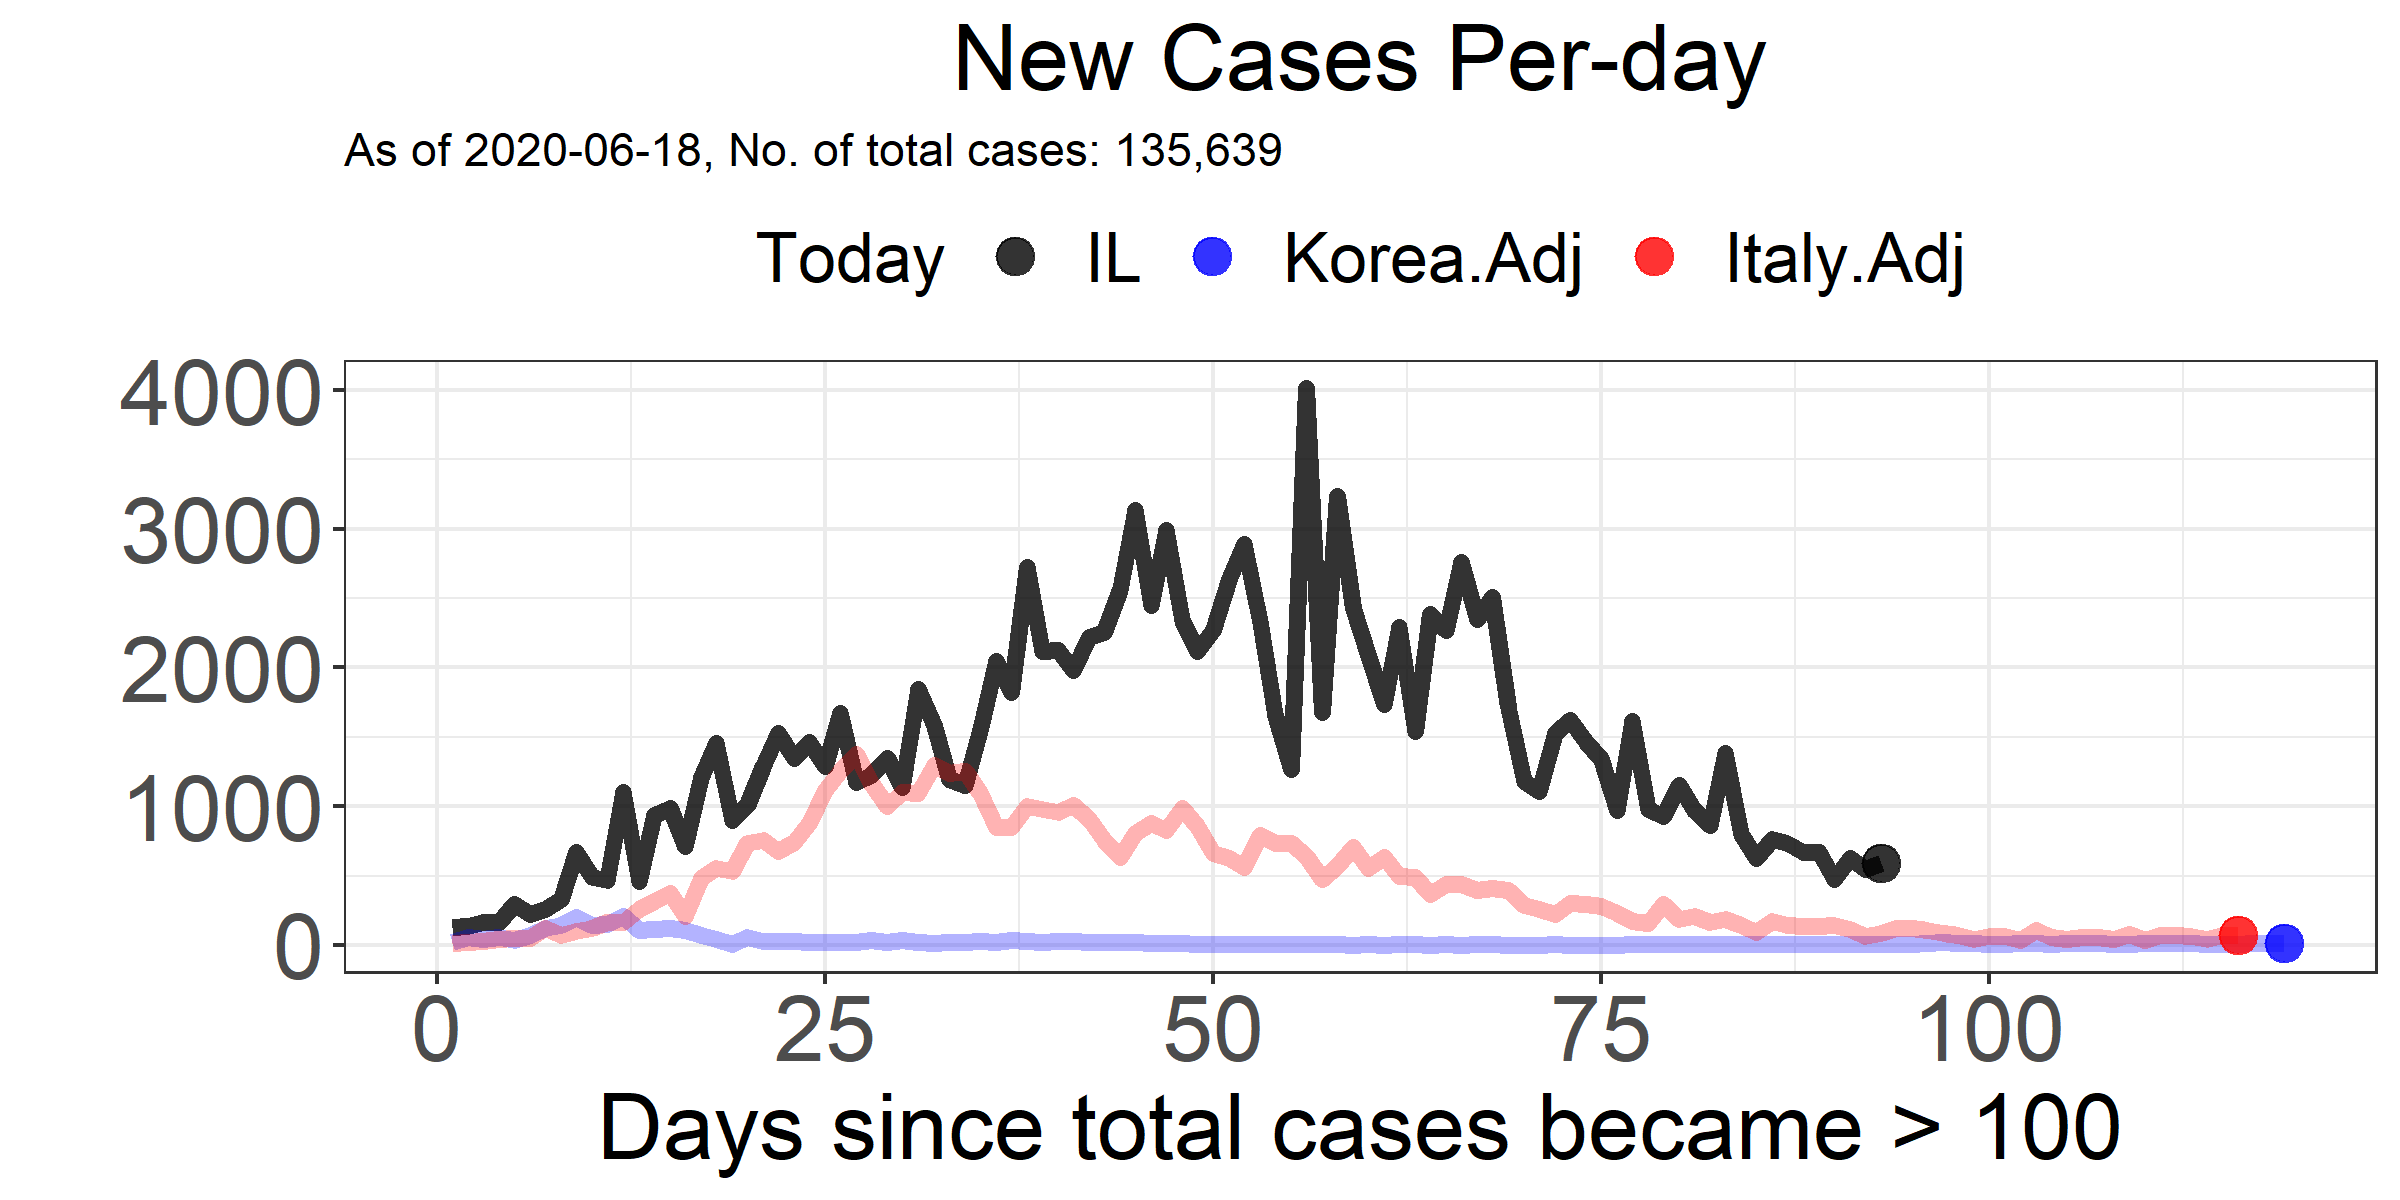 New Cases Per-day
As of 2020-06-18, No. of total cases: 135,639
Today IL Korea.Adj Italy.Adj
4000
3000
2000
1000
0
0 25 50 75 100
Days since total cases became > 100